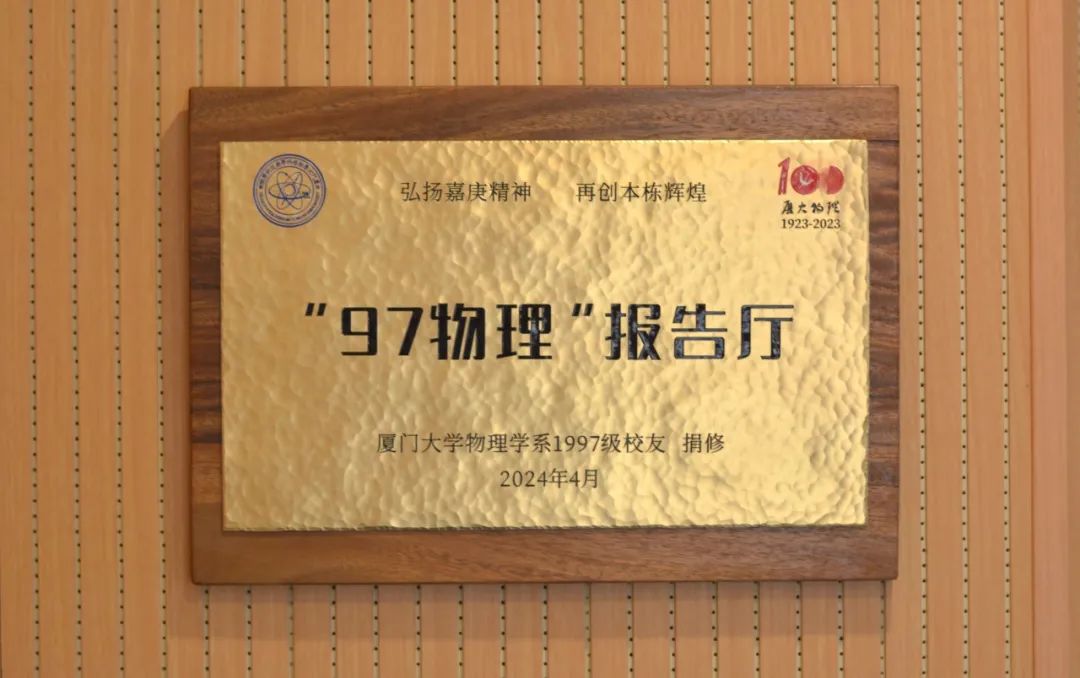 弘扬嘉庚精神 再创本栋辉煌
100
厦大物理
1923-2023
"97物理"报告厅
厦门大学物理学系1997级校友 捐修
2024年4月